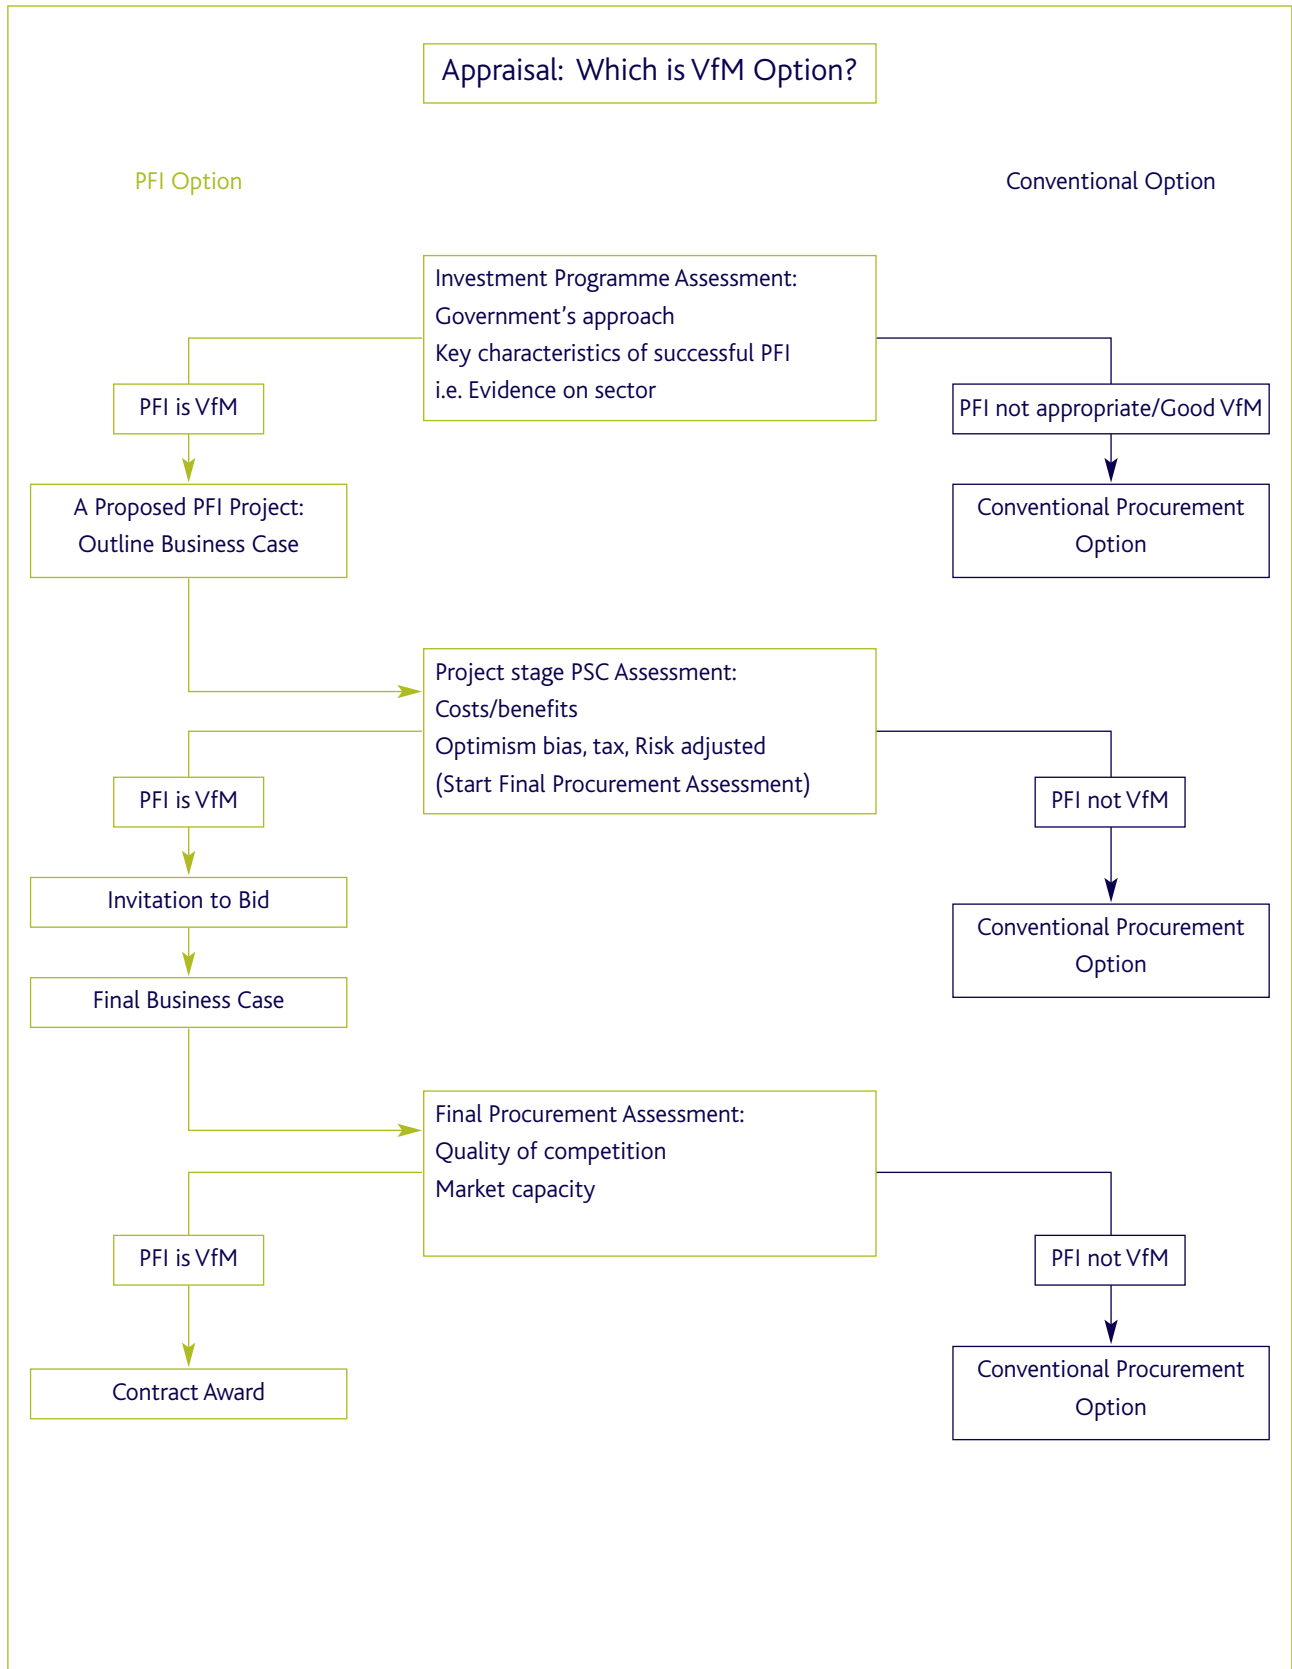 Appraisal: Which is VfM Option?
PFI Option
Conventional Option
Investment Programme Assessment:
Government's approach
Key characteristics of successful PFI
i.e. Evidence on sector
PFI is VfM
PFI not appropriate/Good VfM
A Proposed PFI Project:
Outline Business Case
Conventional Procurement
Option
Project stage PSC Assessment:
Costs/benefits
Optimism bias, tax, Risk adjusted
(Start Final Procurement Assessment)
PFI is VfM
PFI not VfM
Invitation to Bid
Conventional Procurement
Option
Final Business Case
Final Procurement Assessment:
Quality of competition
Market capacity
PFI is VfM
PFI not VfM
Contract Award
Conventional Procurement
Option